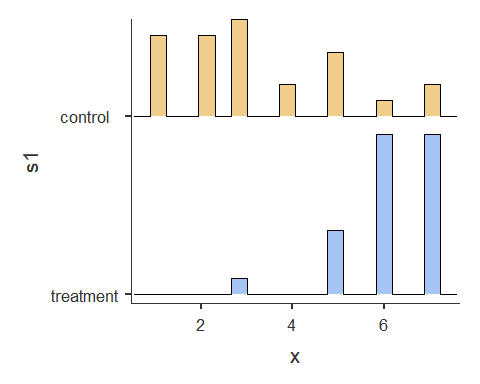 control
s1
treatment
2 4 6
x